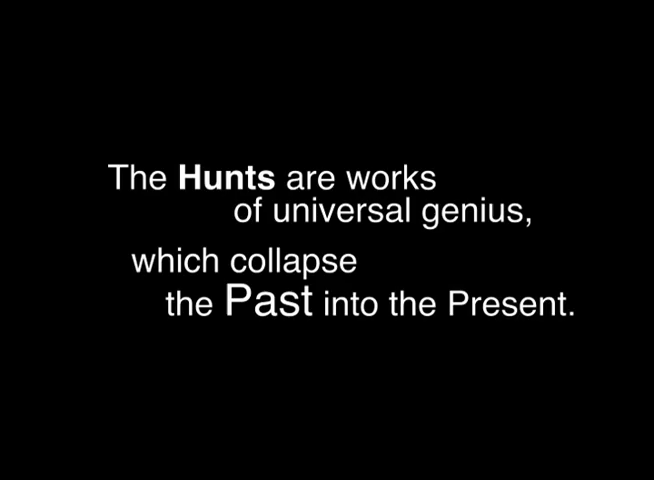 The Hunts are works
of universal genius,
which collapse
the Past into the Present.